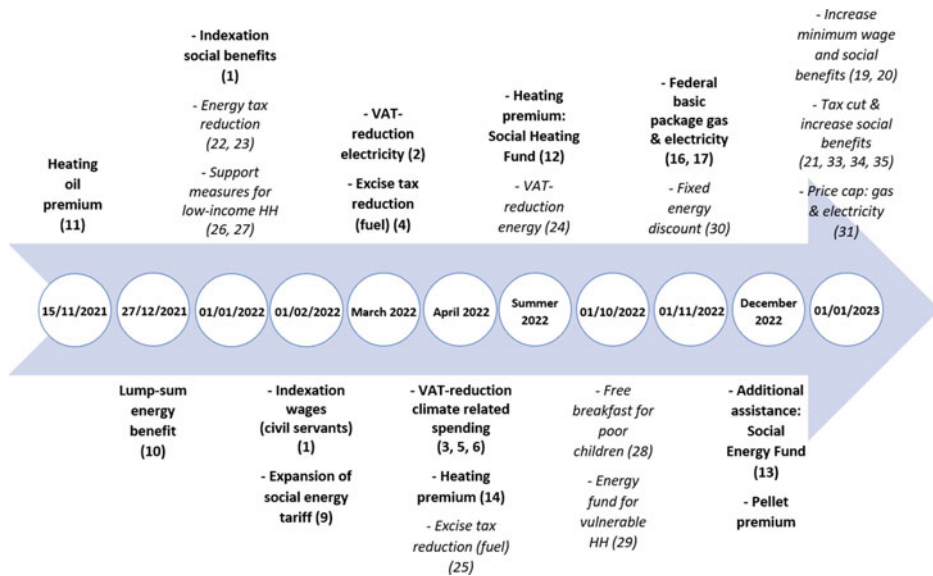 Heating
oil
premium
(11)
- Indexation
social benefits
(1)
- Energy tax
reduction
(22, 23)
- Support
measures for
low-income HH
(26, 27)
- VAT-
reduction
electricity (2)
- Excise tax
reduction
(fuel) (4)
- Heating
premium:
Social Heating
Fund (12)
- VAT-
reduction
energy (24)
- Federal
basic
package gas
& electricity
(16, 17)
- Fixed
energy
discount (30)
- Increase
minimum wage
and social
benefits (19, 20)
- Tax cut &
increase social
benefits
(21, 33, 34, 35)
- Price cap: gas
& electricity
(31)
15/11/2021
27/12/2021
01/01/2022
01/02/2022
March 2022
April 2022
Summer
2022
01/10/2022
01/11/2022
December
2022
01/01/2023
Lump-sum
energy
benefit
(10)
- Indexation
wages
(civil servants)
(1)
- Expansion of
social energy
tariff (9)
- VAT-reduction
climate related
spending
(3, 5, 6)
- Heating
premium (14)
- Excise tax
reduction (fuel)
(25)
- Free
breakfast for
poor
children (28)
- Energy
fund for
vulnerable
HH (29)
- Additional
assistance:
Social
Energy Fund
(13)
- Pellet
premium